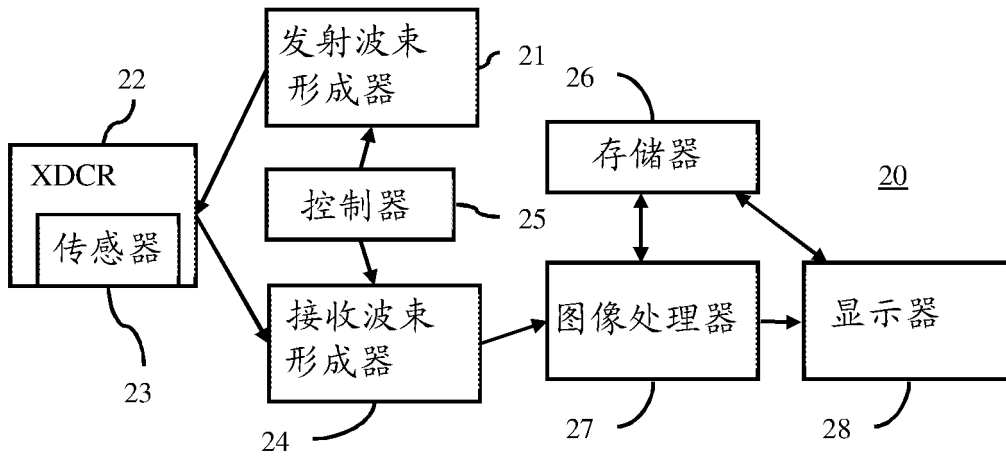 发射波束
形成器
21
22
26
XDCR
存储器
20
控制器
25
传感器
接收波束
形成器
图像处理器
显示器
23
24
27
28